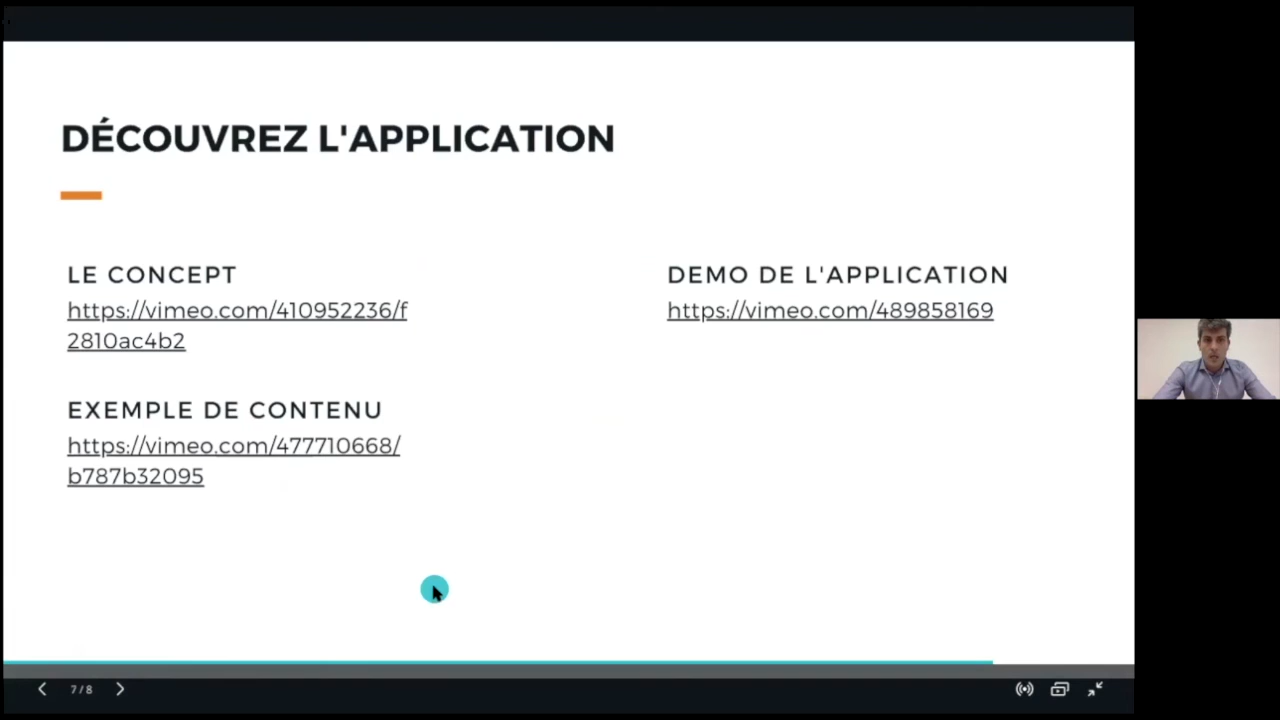 DÉCOUVREZ L'APPLICATION
LE CONCEPT
https://vimeo.com/410952236/f
2810ac4b2
EXEMPLE DE CONTENU
https://vimeo.com/477710668/
b787b32095
DEMO DE L'APPLICATION
https://vimeo.com/489858169
7/8